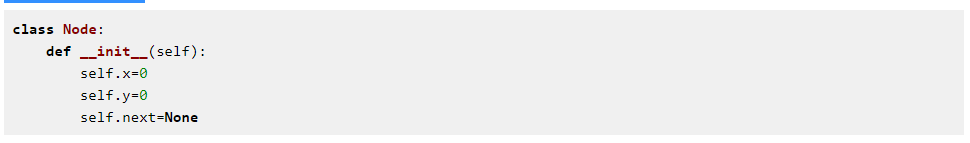 class Node:
    def __init__(self):
        self.x=0
        self.y=0
        self.next=None